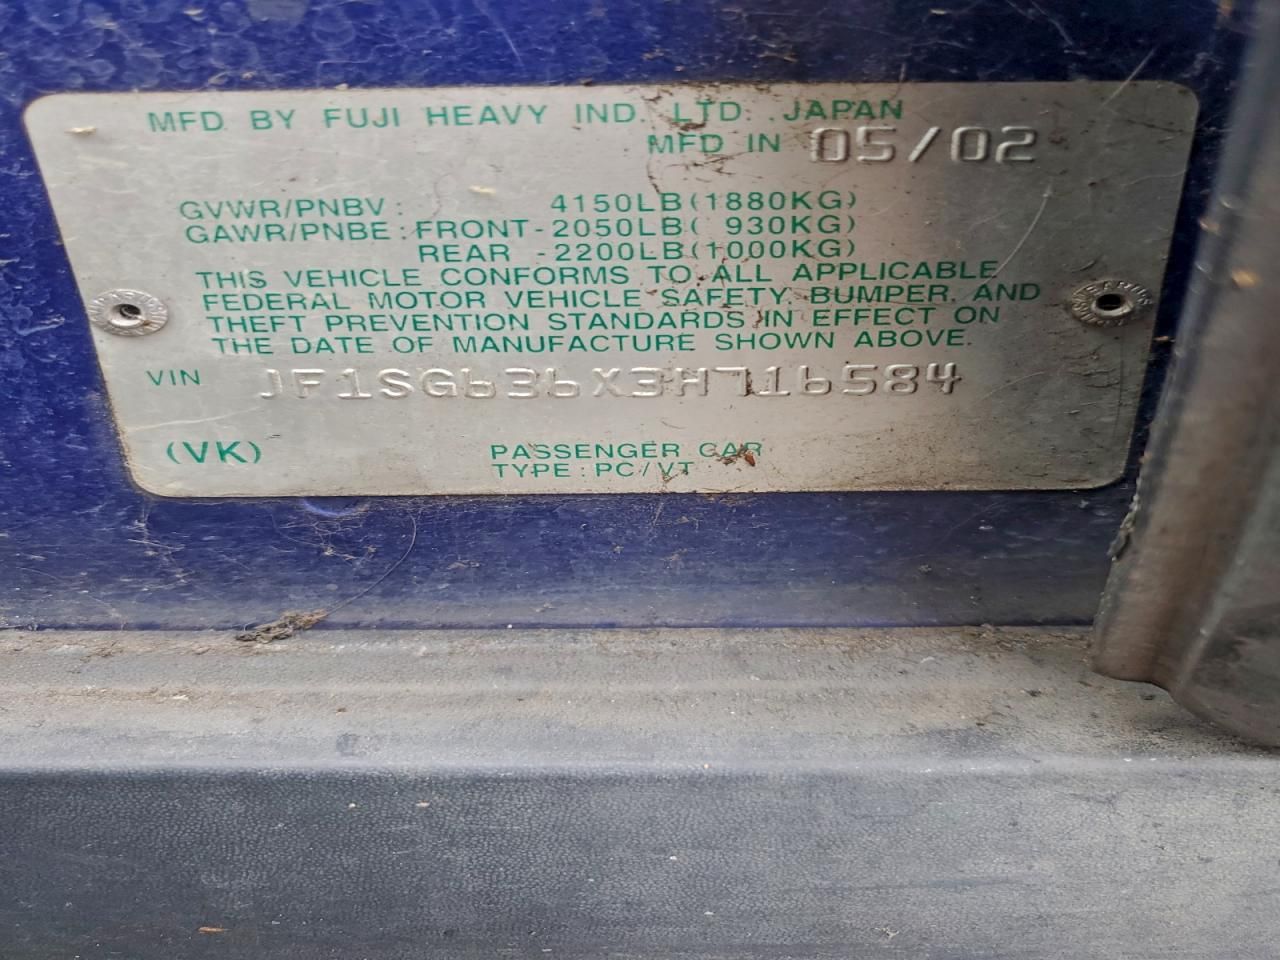 MFD. BY FUJI HEAVY IND. LTD. JAPAN
MFD IN 05/02
GVWR/PNBV: 4150LB(1880KG)
GAWR/PNBE: FRONT-2050LB( 930KG)
REAR -2200LB(1000KG)
THIS VEHICLE CONFORMS TO ALL APPLICABLE
FEDERAL MOTOR VEHICLE SAFETY, BUMPER, AND
THEFT PREVENTION STANDARDS IN EFFECT ON
THE DATE OF MANUFACTURE SHOWN ABOVE.
VIN JF1SG636X3H716584
(VK) PASSENGER CAR
TYPE: PC/VT